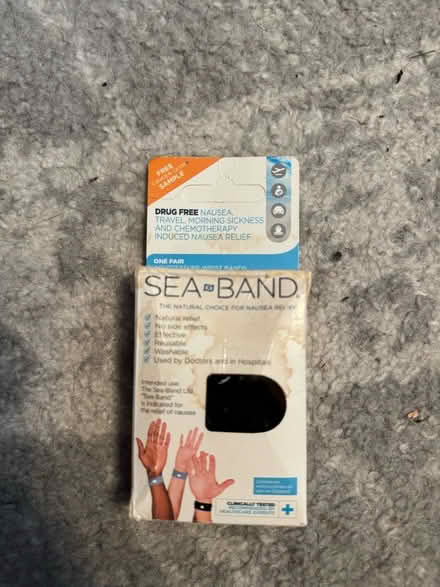 FREE
SAMPLE
DRUG FREE NAUSEA,
TRAVEL, MORNING SICKNESS
AND CHEMOTHERAPY
INDUCED NAUSEA RELIEF
ONE PAIR
SEA BAND
THE NATURAL CHOICE FOR NAUSEA RELIEF
Natural relief
No side effects
Effective
Reusable
Washable
Used by Doctors and in Hospitals
Intended use:
The Sea-Band Ltd
"Sea Band"
is indicated for
the relief of nausea
CLINICALLY TESTED
HEALTHCARE EXPERTS